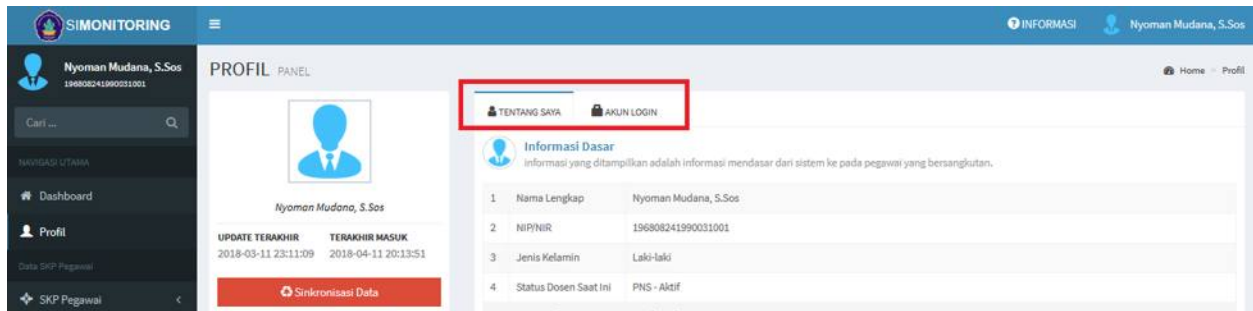 SIMONITORING
INFORMASI
Nyoman Mudana, S.Sos
Nyoman Mudana, S.Sos
196808241990031001
Cari ...
NAVIGASI UTAMA
Dashboard
Profil
Data SKP Pegawai
SKP Pegawai
PROFIL PANEL
Home > Profil
Nyoman Mudana, S.Sos
UPDATE TERAKHIR TERAKHIR MASUK
2018-03-11 23:11:09 2018-04-11 20:13:51
Sinkronisasi Data
TENTANG SAYA AKUN LOGIN
Informasi Dasar
Informasi yang ditampilkan adalah informasi mendasar dari sistem ke pada pegawai yang bersangkutan.
1 Nama Lengkap Nyoman Mudana, S.Sos
2 NIP/NIR 196808241990031001
3 Jenis Kelamin Laki-laki
4 Status Dosen Saat Ini PNS - Aktif